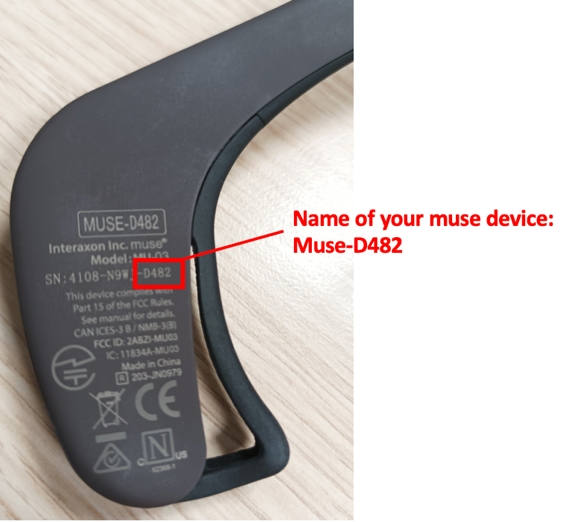 MUSE-D482
Interaxon Inc. muse®
Model: MU-03
SN:4108-N9W -D482
This device complies with
Part 15 of the FCC Rules.
See manual for details.
CAN ICES-3 B / NMB-3(B)
FCC ID: 2ABZI-MU03
IC: 11834A-MU03
Made in China
R 203-JN0979
CE
C N US
Name of your muse device:
Muse-D482